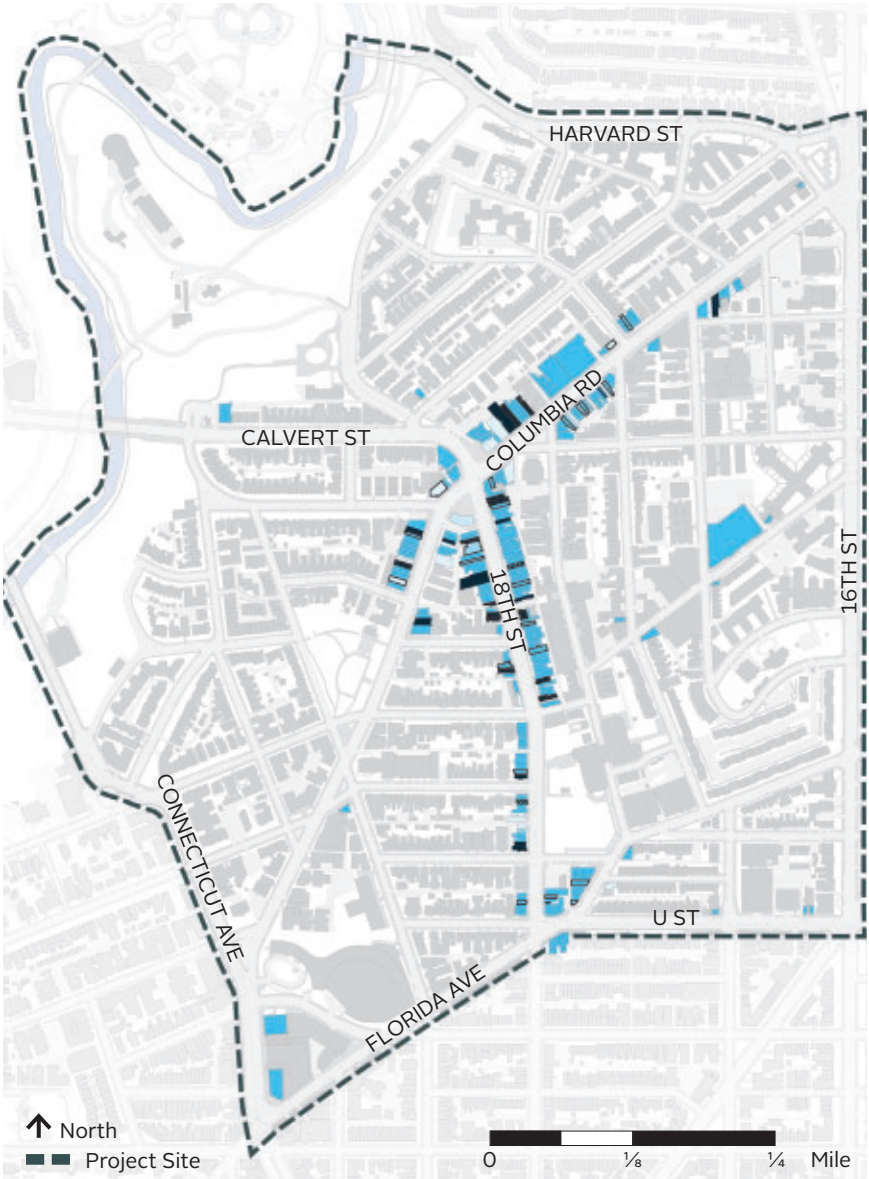 HARVARD ST
COLUMBIA RD
CALVERT ST
18TH ST
16TH ST
CONNECTICUT AVE
U ST
FLORIDA AVE
North
Project Site
0 ⅛ ¼ Mile